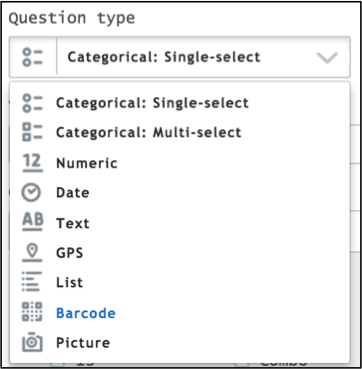 Question type
Categorical: Single-select
Categorical: Single-select
Categorical: Multi-select
12 Numeric
Date
AB Text
GPS
List
Barcode
Picture